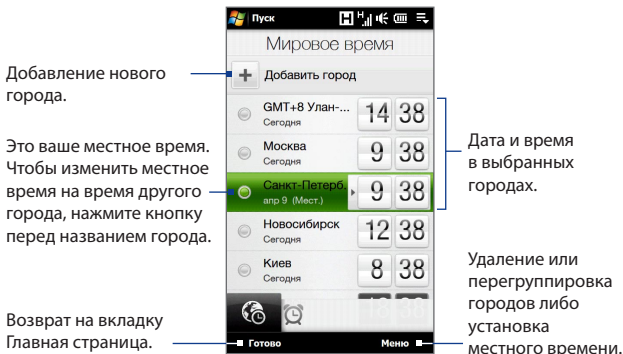 Пуск
Мировое время
Добавить город
GMT+8 Улан-...
Сегодня
14 38
Москва
Сегодня
9 38
Санкт-Петерб.
апр 9 (Мест.)
9 38
Новосибирск
Сегодня
12 38
Киев
Сегодня
8 38
Готово
Меню
Добавление нового
города.
Это ваше местное время.
Чтобы изменить местное
время на время другого
города, нажмите кнопку
перед названием города.
Возврат на вкладку
Главная страница.
Дата и время
в выбранных
городах.
Удаление или
перегруппировка
городов либо
установка
местного времени.